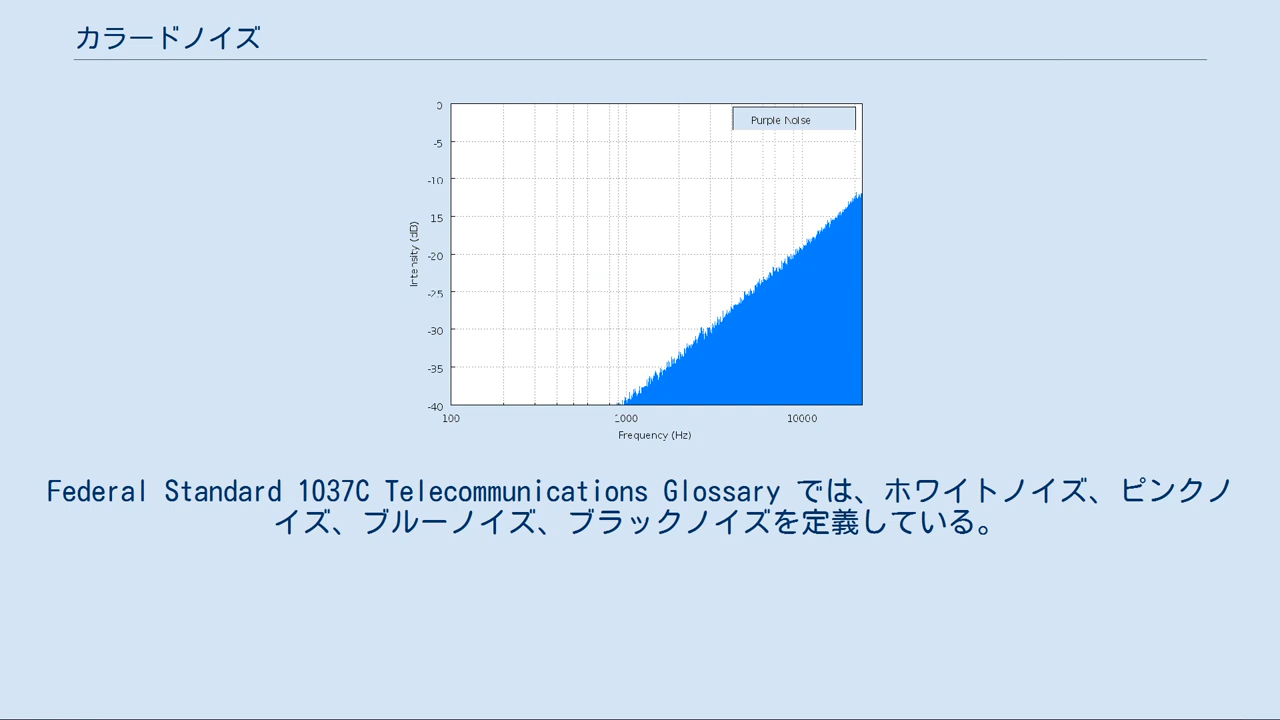 カラードノイズ
Purple Noise
0
-5
-10
15
-20
-25
-30
-35
-40
Intensity (dB)
100
1000
10000
Frequency (Hz)
Federal Standard 1037C Telecommunications Glossary では、ホワイトノイズ、ピンクノ
イズ、ブルーノイズ、ブラックノイズを定義している。